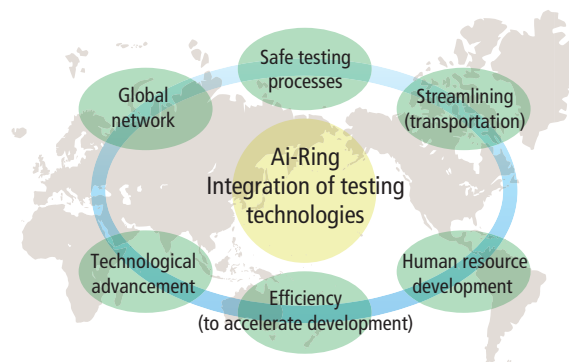 Safe testing
processes
Global
network
Streamlining
(transportation)
Ai-Ring
Integration of testing
technologies
Technological
advancement
Human resource
development
Efficiency
(to accelerate development)